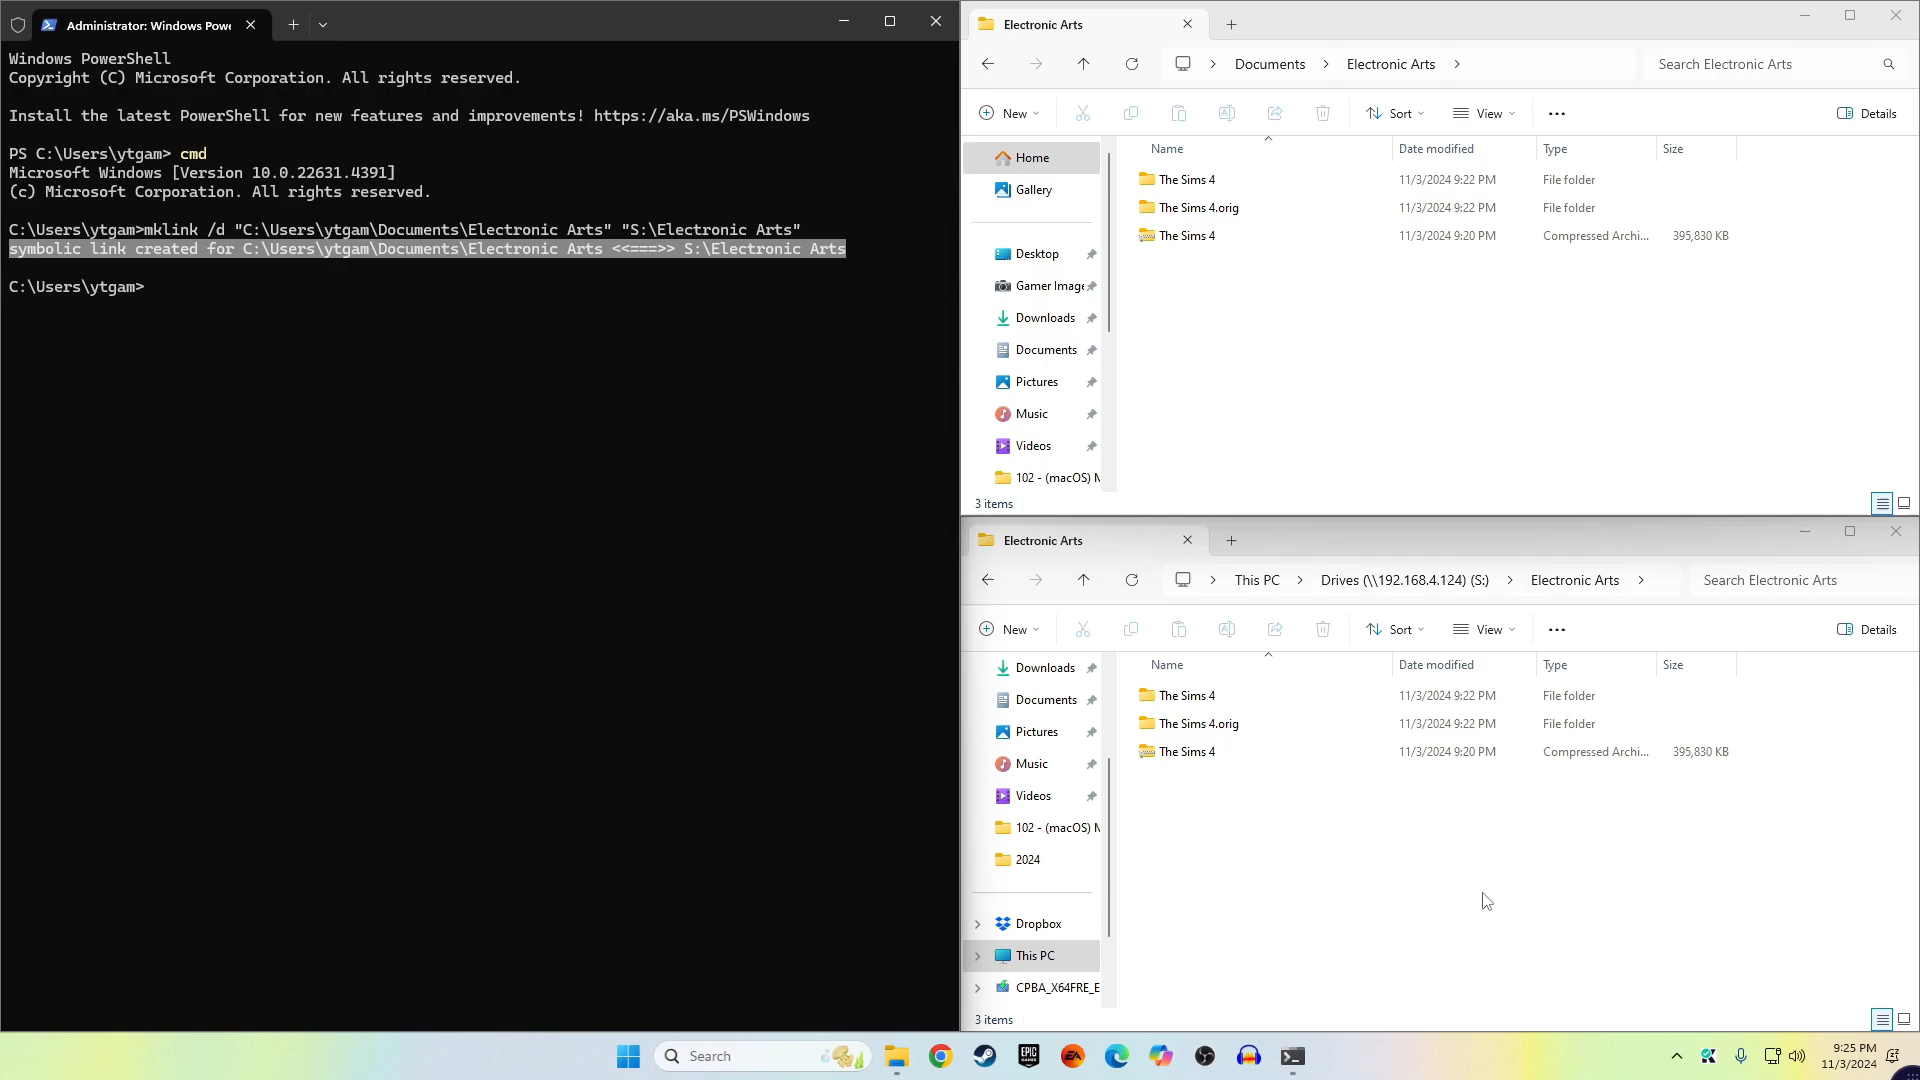 Administrator: Windows Powe
Windows PowerShell
Copyright (C) Microsoft Corporation. All rights reserved.
Install the latest PowerShell for new features and improvements! https://aka.ms/PSWindows
PS C:\Users\ytgam> cmd
Microsoft Windows [Version 10.0.22631.4391]
(c) Microsoft Corporation. All rights reserved.
C:\Users\ytgam>mklink /d "C:\Users\ytgam\Documents\Electronic Arts" "S:\Electronic Arts"
symbolic link created for C:\Users\ytgam\Documents\Electronic Arts <<===>> S:\Electronic Arts
C:\Users\ytgam>
Electronic Arts
Documents > Electronic Arts >
Search Electronic Arts
New
Sort
View
Details
Name Date modified Type Size
The Sims 4 11/3/2024 9:22 PM File folder
The Sims 4.orig 11/3/2024 9:22 PM File folder
The Sims 4 11/3/2024 9:20 PM Compressed Archi... 395,830 KB
Home
Gallery
Desktop
Gamer Image
Downloads
Documents
Pictures
Music
Videos
102 - (macOS) M
3 items
Electronic Arts
This PC > Drives (\\192.168.4.124) (S:) > Electronic Arts >
Search Electronic Arts
New
Sort
View
Details
Name Date modified Type Size
The Sims 4 11/3/2024 9:22 PM File folder
The Sims 4.orig 11/3/2024 9:22 PM File folder
The Sims 4 11/3/2024 9:20 PM Compressed Archi... 395,830 KB
Downloads
Documents
Pictures
Music
Videos
102 - (macOS) M
2024
Dropbox
This PC
CPBA_X64FRE_E
3 items
Search
EPIC GAMES
EA
9:25 PM
11/3/2024